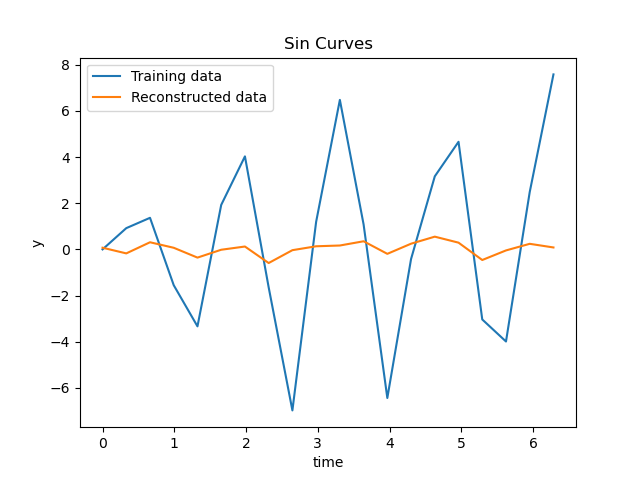 Sin Curves
Training data
Reconstructed data
8
6
4
2
0
−2
−4
−6
y
0 1 2 3 4 5 6
time